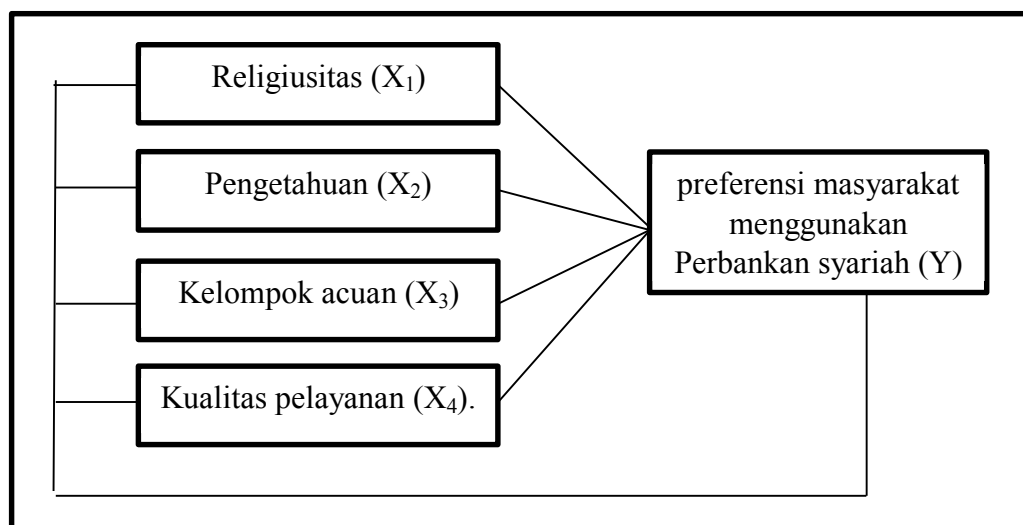 Religiusitas (X₁)
Pengetahuan (X₂)
Kelompok acuan (X₃)
Kualitas pelayanan (X₄).
preferensi masyarakat
menggunakan
Perbankan syariah (Y)